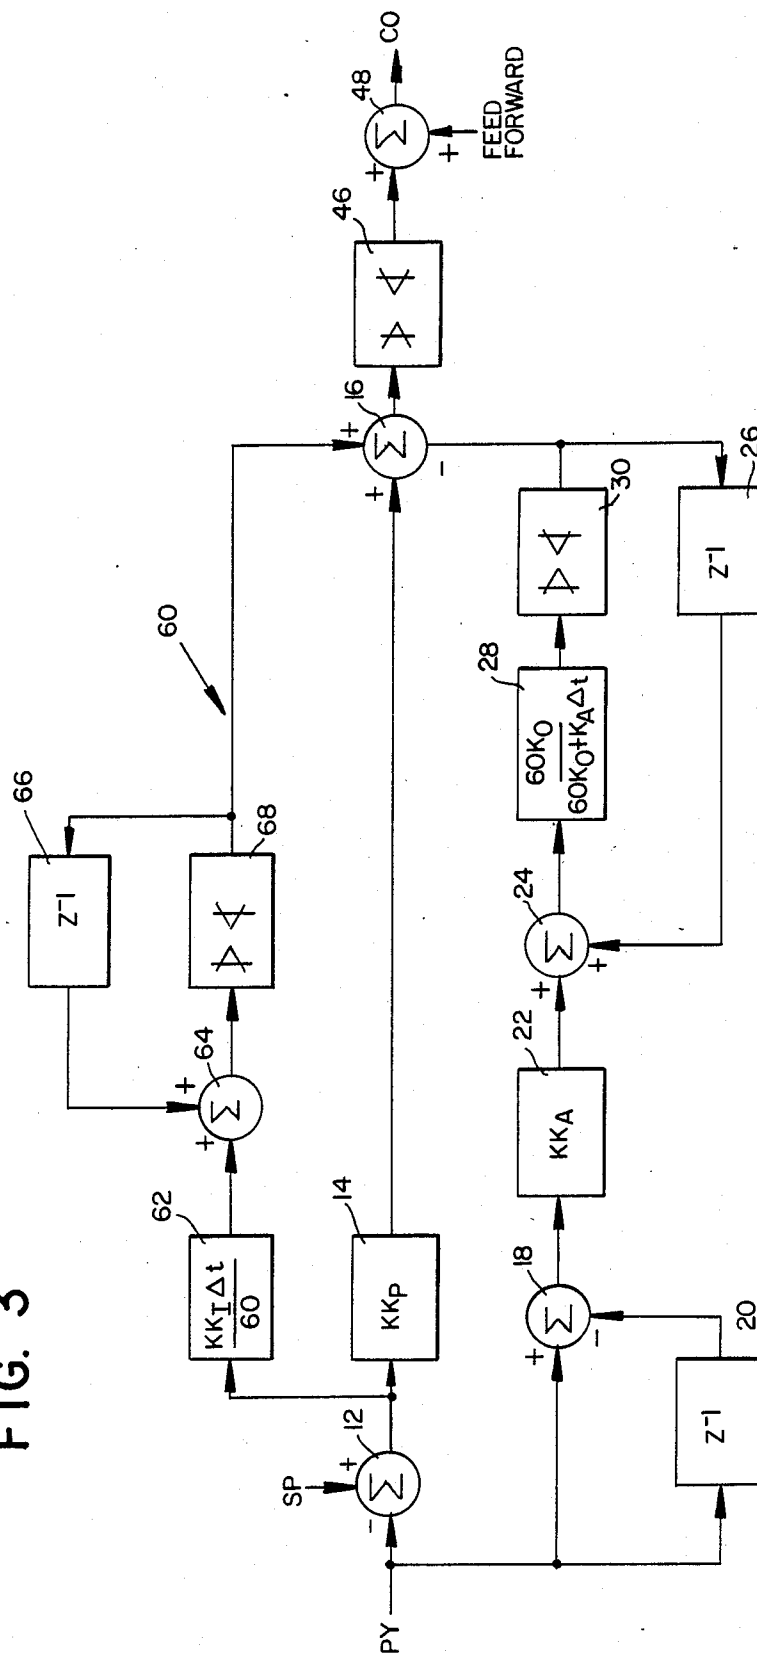 FIG. 3
60
66
Z-1
68
64
+
+
62
KKIΔt
60
14
KKP
SP
12
+
-
PY
16
+
+
-
Σ
46
48
Σ
+
+
CO
FEED
FORWARD
18
Σ
+
-
20
Z-1
22
KKA
24
Σ
+
+
28
60KO
60KO+KAΔt
30
26
Z-1
Σ
Σ